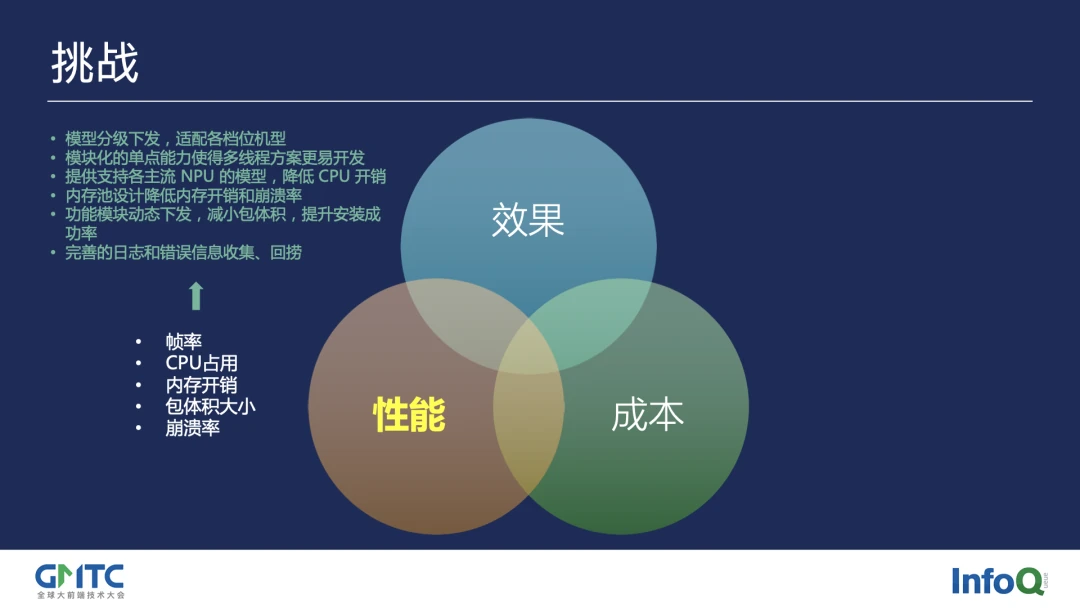 挑战
• 模型分级下发，适配各档位机型
• 模块化的单点能力使得多线程方案更易开发
• 提供支持各主流 NPU 的模型，降低 CPU 开销
• 内存池设计降低内存开销和崩溃率
• 功能模块动态下发，减小包体积，提升安装成
功率
• 完善的日志和错误信息收集、回捞
• 帧率
• CPU占用
• 内存开销
• 包体积大小
• 崩溃率
效果
性能
成本
GMTC
全球大前端技术大会
InfoQ